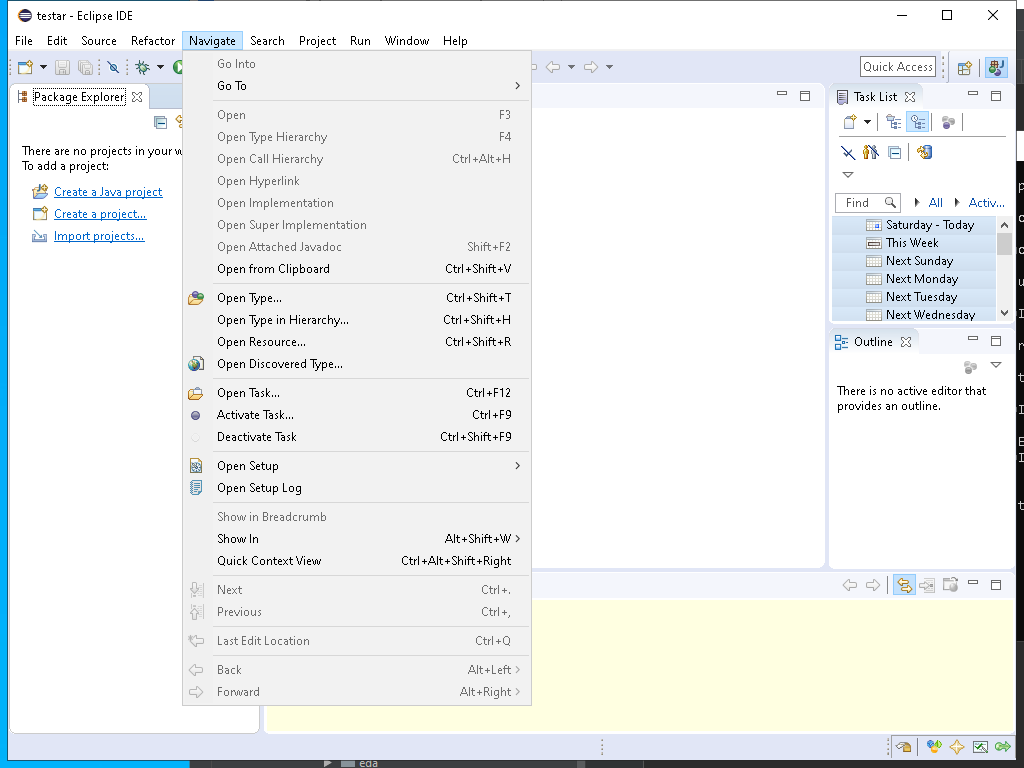 testar - Eclipse IDE
File Edit Source Refactor Navigate Search Project Run Window Help
Quick Access
Package Explorer
There are no projects in your w
To add a project:
Create a Java project
Create a project...
Import projects...
Go Into
Go To
Open F3
Open Type Hierarchy F4
Open Call Hierarchy Ctrl+Alt+H
Open Hyperlink
Open Implementation
Open Super Implementation
Open Attached Javadoc Shift+F2
Open from Clipboard Ctrl+Shift+V
Open Type... Ctrl+Shift+T
Open Type in Hierarchy... Ctrl+Shift+H
Open Resource... Ctrl+Shift+R
Open Discovered Type...
Open Task... Ctrl+F12
Activate Task... Ctrl+F9
Deactivate Task Ctrl+Shift+F9
Open Setup
Open Setup Log
Show in Breadcrumb
Show In Alt+Shift+W
Quick Context View Ctrl+Alt+Shift+Right
Next Ctrl+.
Previous Ctrl+,
Last Edit Location Ctrl+Q
Back Alt+Left
Forward Alt+Right
Task List
Find All Activ...
Saturday - Today
This Week
Next Sunday
Next Monday
Next Tuesday
Next Wednesday
Outline
There is no active editor that
provides an outline.
eda